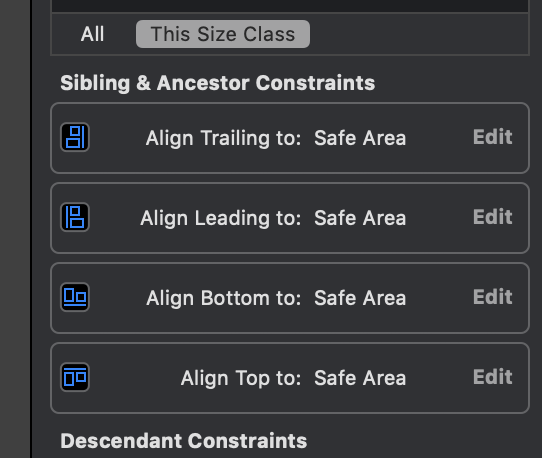 All This Size Class
Sibling & Ancestor Constraints
Align Trailing to: Safe Area Edit
Align Leading to: Safe Area Edit
Align Bottom to: Safe Area Edit
Align Top to: Safe Area Edit
Descendant Constraints